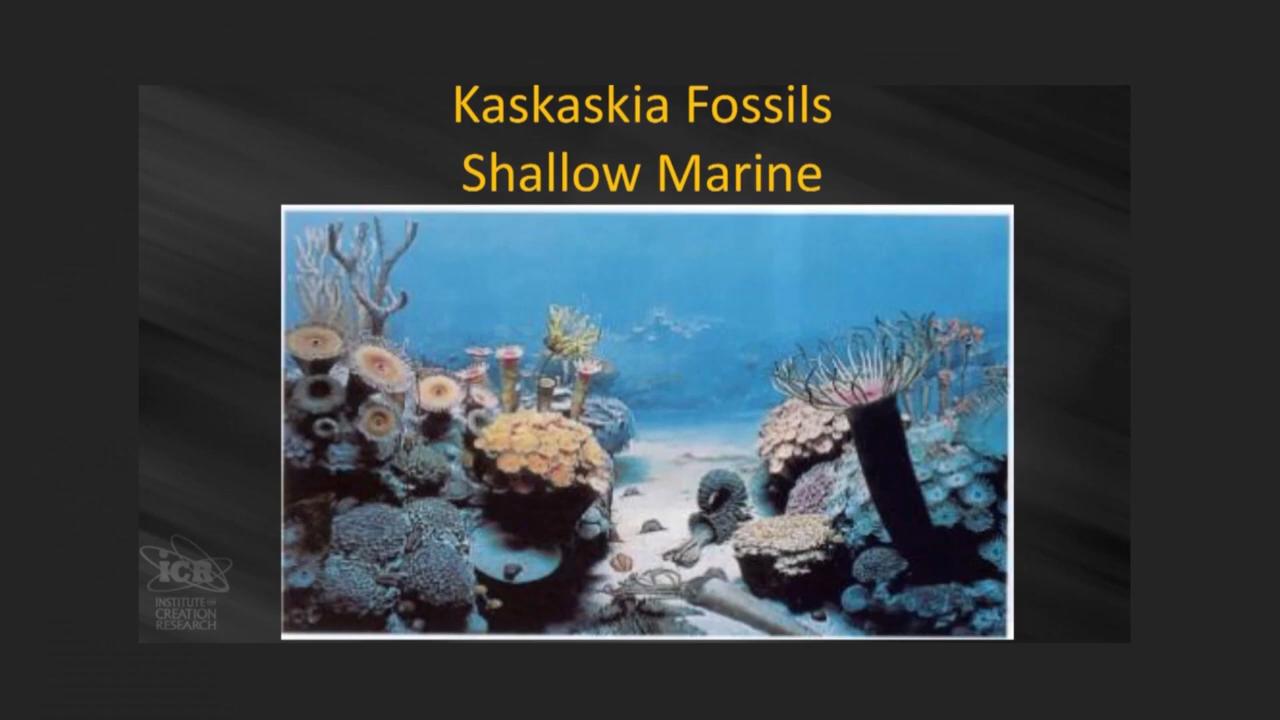 Kaskaskia Fossils
Shallow Marine
ICR
INSTITUTE FOR
CREATION
RESEARCH